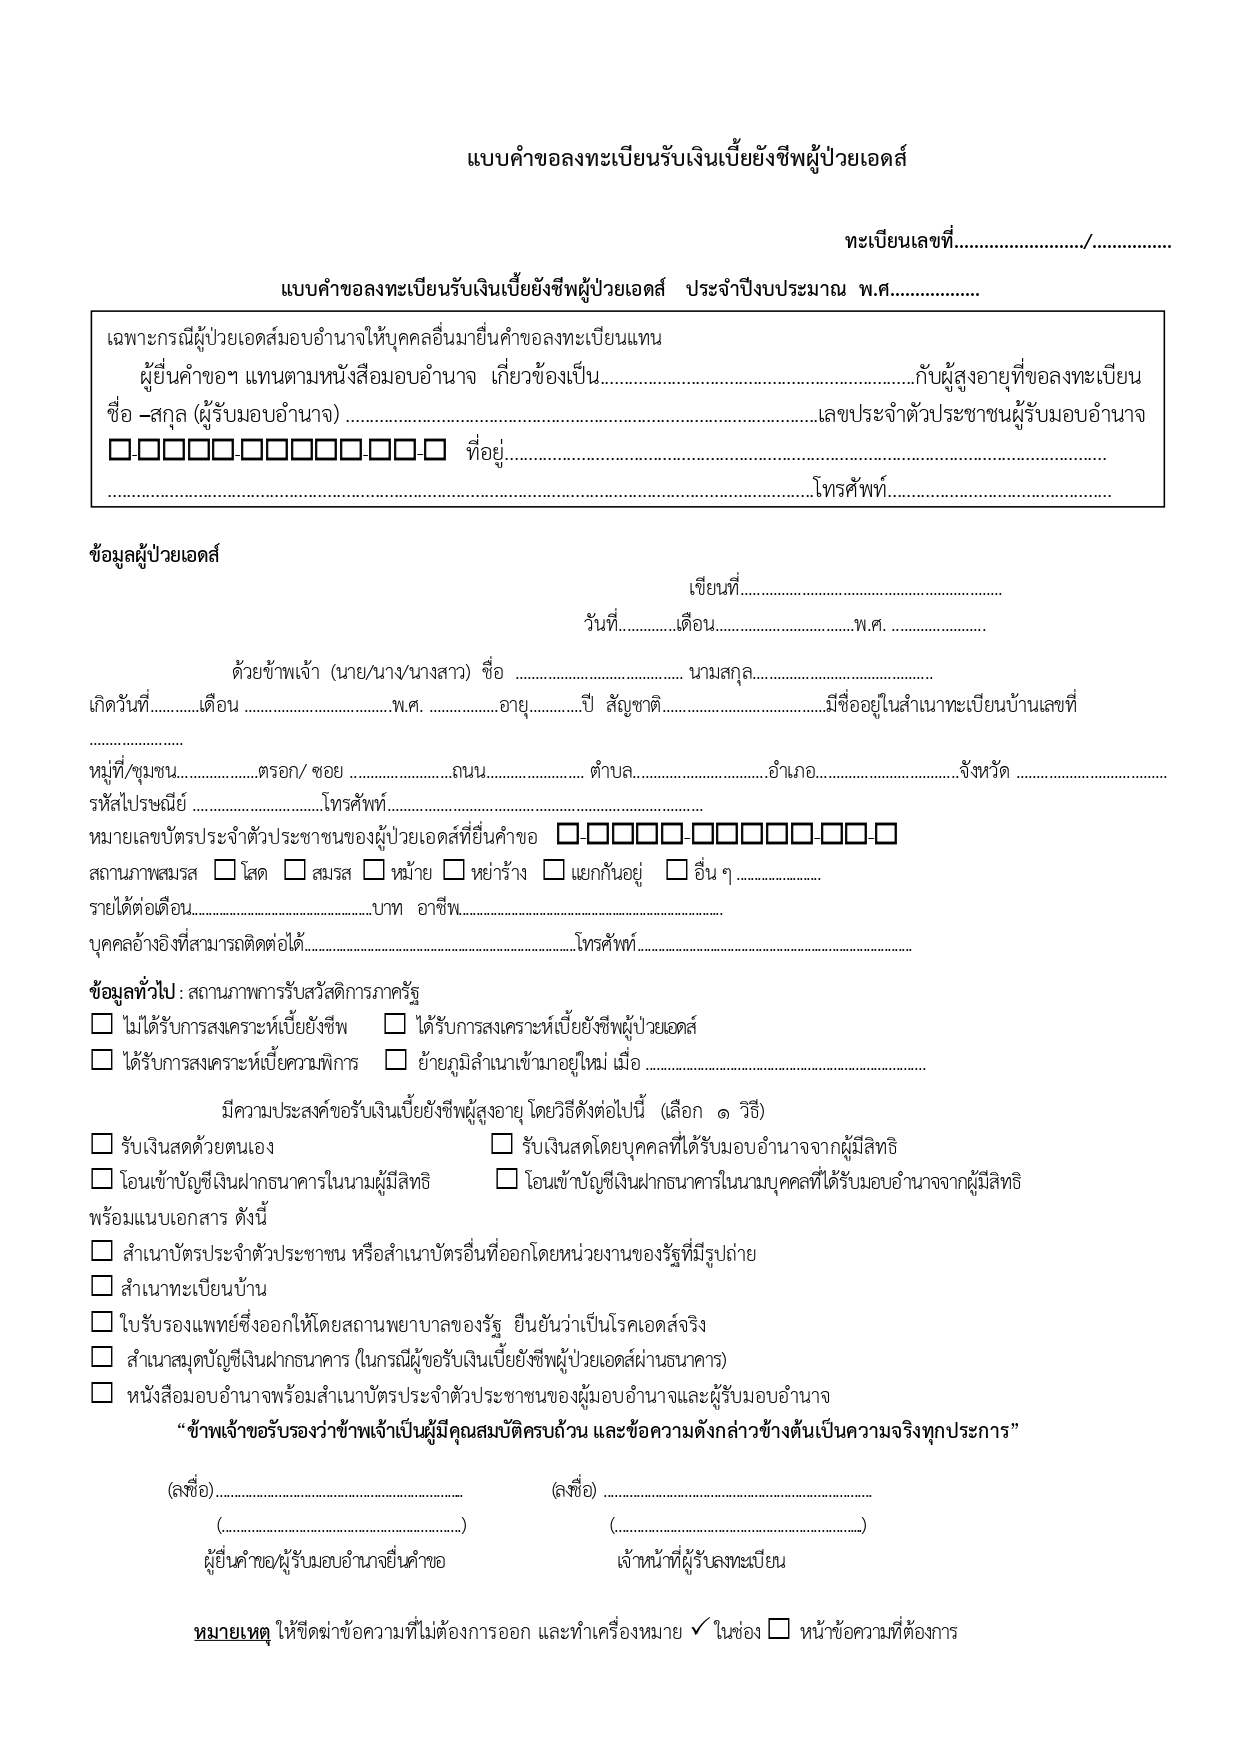 แบบคำขอลงทะเบียนรับเงินเบี้ยยังชีพผู้ป่วยเอดส์
ทะเบียนเลขที่........................../................
แบบคำขอลงทะเบียนรับเงินเบี้ยยังชีพผู้ป่วยเอดส์ ประจำปีงบประมาณ พ.ศ..................
เฉพาะกรณีผู้ป่วยเอดส์มอบอำนาจให้บุคคลอื่นมายื่นคำขอลงทะเบียนแทน
ผู้ยื่นคำขอฯ แทนตามหนังสือมอบอำนาจ เกี่ยวข้องเป็น..................................................................กับผู้สูงอายุที่ขอลงทะเบียน
ชื่อ –สกุล (ผู้รับมอบอำนาจ) ....................................................................................................เลขประจำตัวประชาชนผู้รับมอบอำนาจ
☐-☐☐☐☐-☐☐☐☐☐-☐☐-☐ ที่อยู่................................................................................................................................
......................................................................................................................................................โทรศัพท์...............................................
ข้อมูลผู้ป่วยเอดส์
เขียนที่................................................................
วันที่..............เดือน..................................พ.ศ. .......................
ด้วยข้าพเจ้า (นาย/นาง/นางสาว) ชื่อ ......................................... นามสกุล............................................
เกิดวันที่............เดือน ....................................พ.ศ. .................อายุ.............ปี สัญชาติ........................................มีชื่ออยู่ในสำเนาทะเบียนบ้านเลขที่
.......................
หมู่ที่/ชุมชน....................ตรอก/ ซอย .........................ถนน........................ ตำบล.................................อำเภอ...................................จังหวัด .....................................
รหัสไปรษณีย์ ................................โทรศัพท์.............................................................................
หมายเลขบัตรประจำตัวประชาชนของผู้ป่วยเอดส์ที่ยื่นคำขอ ☐-☐☐☐☐-☐☐☐☐☐-☐☐-☐
สถานภาพสมรส ☐ โสด ☐ สมรส ☐ หม้าย ☐ หย่าร้าง ☐ แยกกันอยู่ ☐ อื่น ๆ ........................
รายได้ต่อเดือน....................................................บาท อาชีพ............................................................................
บุคคลอ้างอิงที่สามารถติดต่อได้..............................................................................โทรศัพท์...............................................................................
ข้อมูลทั่วไป : สถานภาพการรับสวัสดิการภาครัฐ
☐ ไม่ได้รับการสงเคราะห์เบี้ยยังชีพ ☐ ได้รับการสงเคราะห์เบี้ยยังชีพผู้ป่วยเอดส์
☐ ได้รับการสงเคราะห์เบี้ยความพิการ ☐ ย้ายภูมิลำเนาเข้ามาอยู่ใหม่ เมื่อ ................................................................................
มีความประสงค์ขอรับเงินเบี้ยยังชีพผู้สูงอายุ โดยวิธีดังต่อไปนี้ (เลือก ๑ วิธี)
☐ รับเงินสดด้วยตนเอง ☐ รับเงินสดโดยบุคคลที่ได้รับมอบอำนาจจากผู้มีสิทธิ
☐ โอนเข้าบัญชีเงินฝากธนาคารในนามผู้มีสิทธิ ☐ โอนเข้าบัญชีเงินฝากธนาคารในนามบุคคลที่ได้รับมอบอำนาจจากผู้มีสิทธิ
พร้อมแนบเอกสาร ดังนี้
☐ สำเนาบัตรประจำตัวประชาชน หรือสำเนาบัตรอื่นที่ออกโดยหน่วยงานของรัฐที่มีรูปถ่าย
☐ สำเนาทะเบียนบ้าน
☐ ใบรับรองแพทย์ซึ่งออกให้โดยสถานพยาบาลของรัฐ ยืนยันว่าเป็นโรคเอดส์จริง
☐ สำเนาสมุดบัญชีเงินฝากธนาคาร (ในกรณีผู้ขอรับเงินเบี้ยยังชีพผู้ป่วยเอดส์ผ่านธนาคาร)
☐ หนังสือมอบอำนาจพร้อมสำเนาบัตรประจำตัวประชาชนของผู้มอบอำนาจและผู้รับมอบอำนาจ
“ข้าพเจ้าขอรับรองว่าข้าพเจ้าเป็นผู้มีคุณสมบัติครบถ้วน และข้อความดังกล่าวข้างต้นเป็นความจริงทุกประการ”
(ลงชื่อ)..................................................................... (ลงชื่อ) .........................................................................
(..................................................................) (.....................................................................)
ผู้ยื่นคำขอ/ผู้รับมอบอำนาจยื่นคำขอ เจ้าหน้าที่ผู้รับลงทะเบียน
หมายเหตุ ให้ขีดฆ่าข้อความที่ไม่ต้องการออก และทำเครื่องหมาย ✓ ในช่อง ☐ หน้าข้อความที่ต้องการ